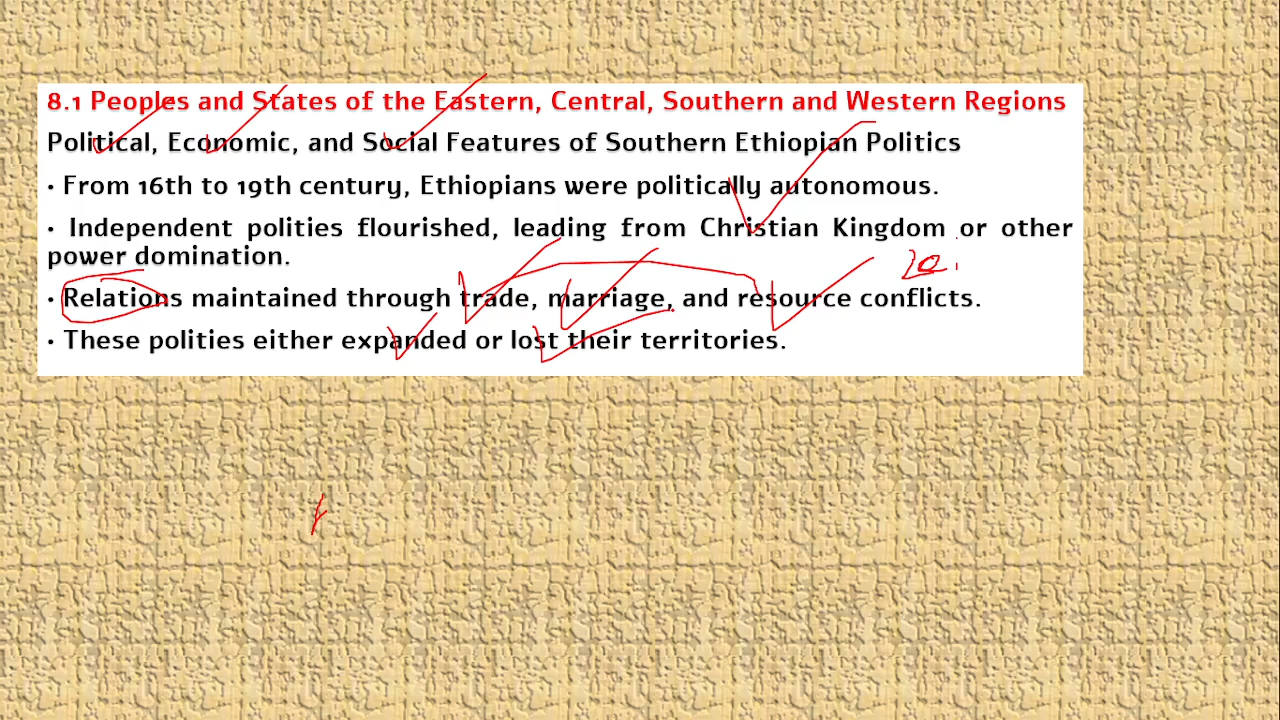 8.1 Peoples and States of the Eastern, Central, Southern and Western Regions
Political, Economic, and Social Features of Southern Ethiopian Politics
• From 16th to 19th century, Ethiopians were politically autonomous.
• Independent polities flourished, leading from Christian Kingdom or other
power domination.
• Relations maintained through trade, marriage, and resource conflicts.
• These polities either expanded or lost their territories.